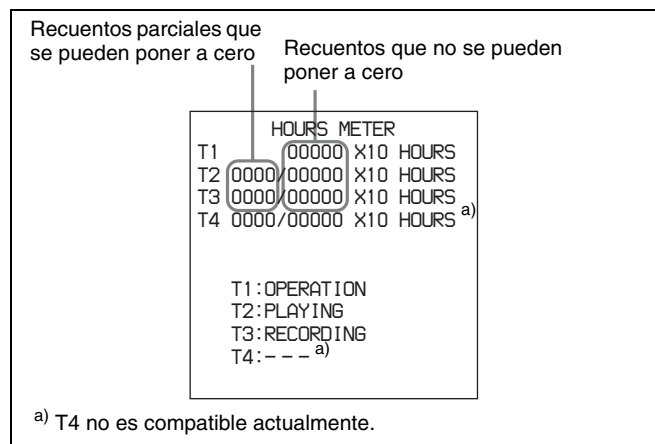 Recuentos parciales que
se pueden poner a cero
Recuentos que no se pueden
poner a cero
HOURS METER
T1 00000 X10 HOURS
T2 0000/00000 X10 HOURS
T3 0000/00000 X10 HOURS
T4 0000/00000 X10 HOURS a)
T1:OPERATION
T2:PLAYING
T3:RECORDING
T4:--- a)
a) T4 no es compatible actualmente.